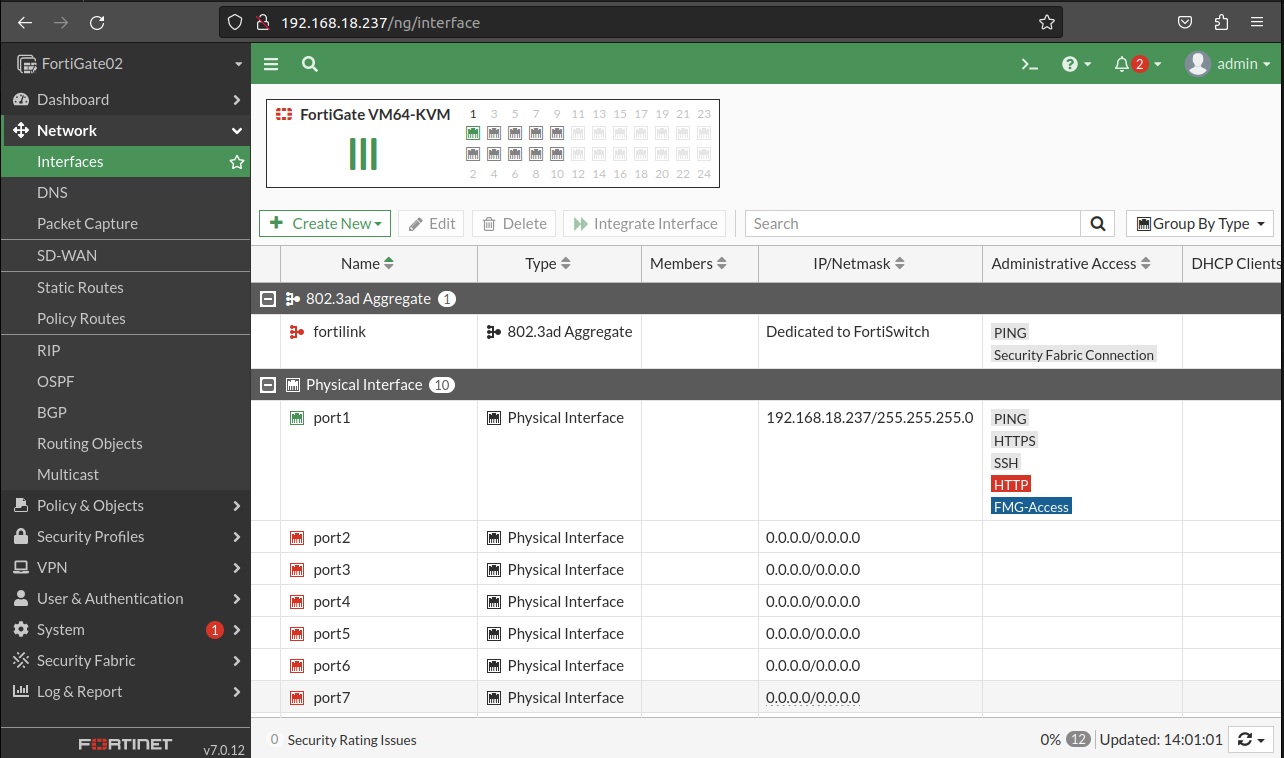 192.168.18.237/ng/interface
FortiGate02
2
admin
Dashboard
Network
Interfaces
DNS
Packet Capture
SD-WAN
Static Routes
Policy Routes
RIP
OSPF
BGP
Routing Objects
Multicast
Policy & Objects
Security Profiles
VPN
User & Authentication
System 1
Security Fabric
Log & Report
FORTINET v7.0.12
FortiGate VM64-KVM
1 3 5 7 9 11 13 15 17 19 21 23
2 4 6 8 10 12 14 16 18 20 22 24
Create New Edit Delete Integrate Interface Search Group By Type
Name Type Members IP/Netmask Administrative Access DHCP Clients
802.3ad Aggregate 1
fortilink 802.3ad Aggregate Dedicated to FortiSwitch PING
Security Fabric Connection
Physical Interface 10
port1 Physical Interface 192.168.18.237/255.255.255.0 PING
HTTPS
SSH
HTTP
FMG-Access
port2 Physical Interface 0.0.0.0/0.0.0.0
port3 Physical Interface 0.0.0.0/0.0.0.0
port4 Physical Interface 0.0.0.0/0.0.0.0
port5 Physical Interface 0.0.0.0/0.0.0.0
port6 Physical Interface 0.0.0.0/0.0.0.0
port7 Physical Interface 0.0.0.0/0.0.0.0
0 Security Rating Issues 0% 12 Updated: 14:01:01